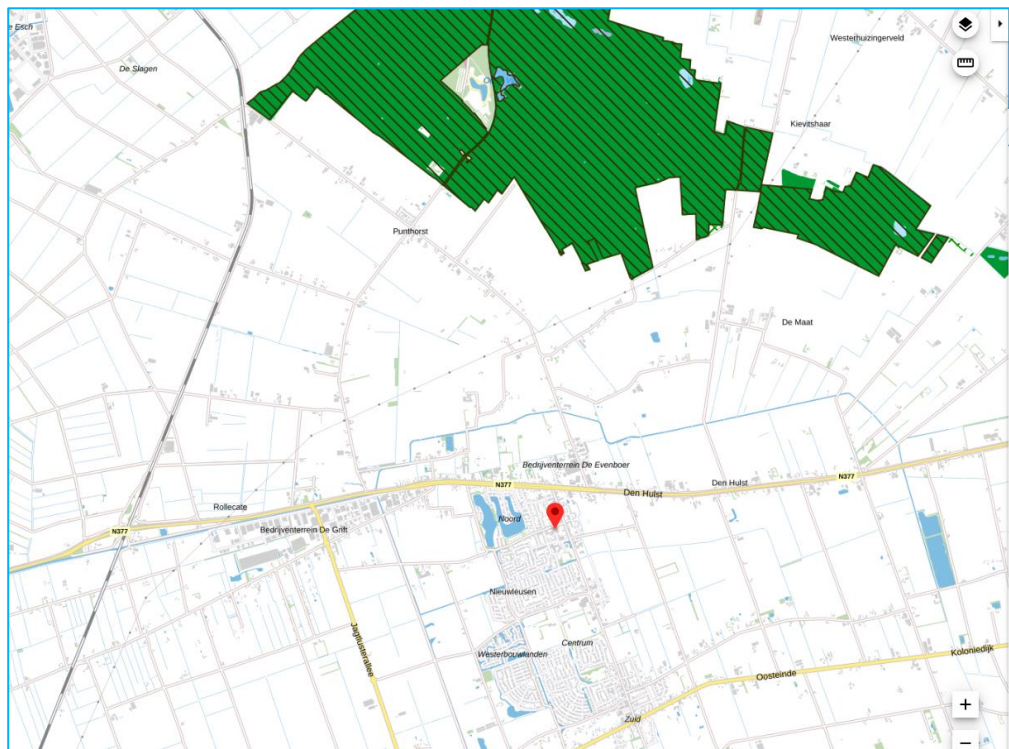 e Esch
Westerhuizingerveld
De Slagen
Kievitshaar
Punthorst
De Maat
Bedrijventerrein De Evenboer
N377
Den Hulst
Den Hulst
N377
Rollecate
Noord
N377
Bedrijventerrein De Grift
Nieuwleusen
Jagtlusterallee
Centrum
Westerbouwlanden
Koloniedijk
Oosteinde
Zuid